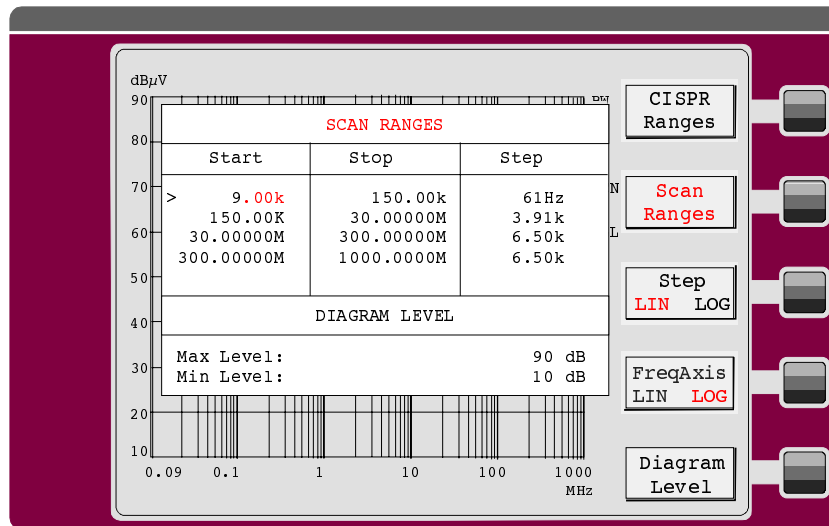 dBµV
90
80
70
60
50
40
30
20
10
0.09 0.1 1 10 100 1000
MHz
SCAN RANGES
Start Stop Step
> 9.00k 150.00k 61Hz
150.00K 30.00000M 3.91k
30.00000M 300.00000M 6.50k
300.00000M 1000.0000M 6.50k
DIAGRAM LEVEL
Max Level: 90 dB
Min Level: 10 dB
N
L
CISPR
Ranges
Scan
Ranges
Step
LIN LOG
FreqAxis
LIN LOG
Diagram
Level